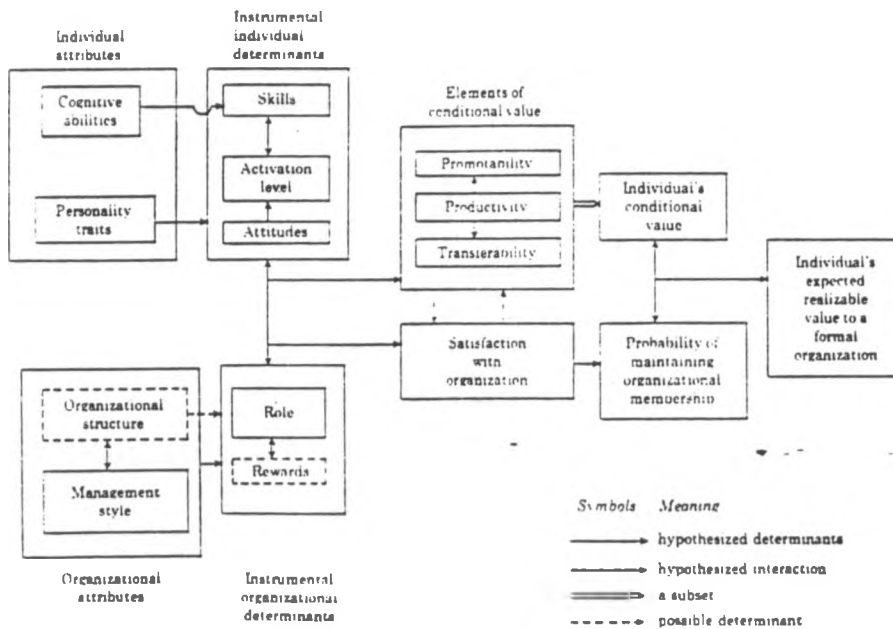 Individual
attributes
Instrumental
individual
determinants
Cognitive
abilities
Personality
traits
Skills
Activation
level
Attitudes
Elements of
conditional value
Promotability
Productivity
Transferability
Individual's
conditional
value
Individual's
expected
realizable
value to a
formal
organization
Satisfaction
with
organization
Probability of
maintaining
organizational
membership
Organizational
structure
Management
style
Role
Rewards
Organizational
attributes
Instrumental
organizational
determinants
Symbols Meaning
hypothesized determinants
hypothesized interaction
a subset
possible determinant